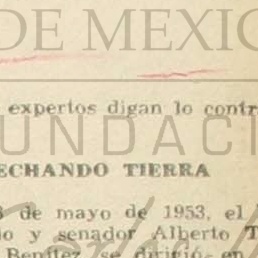 DE MEXIC
expertos digan lo contr
UNDACI
ECHANDO TIERRA
de mayo de 1953, el
o y senador Alberto T
Benítez, se dirigió en